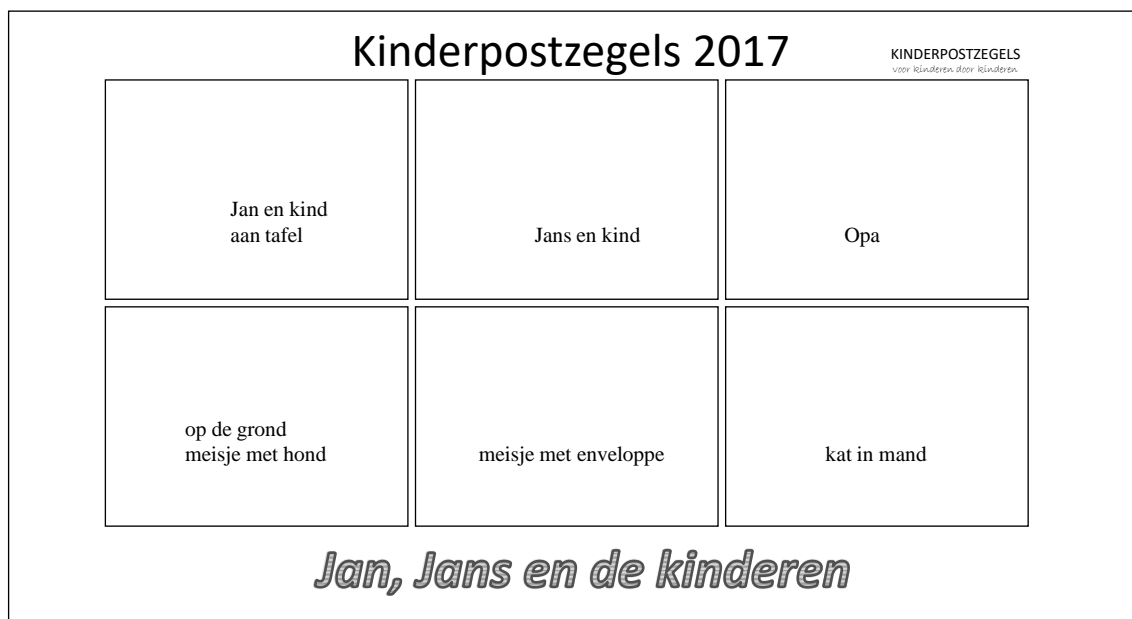 Kinderpostzegels 2017
KINDERPOSTZEGELS
voor kinderen door kinderen
Jan en kind
aan tafel
Jans en kind
Opa
op de grond
meisje met hond
meisje met enveloppe
kat in mand
Jan, Jans en de kinderen